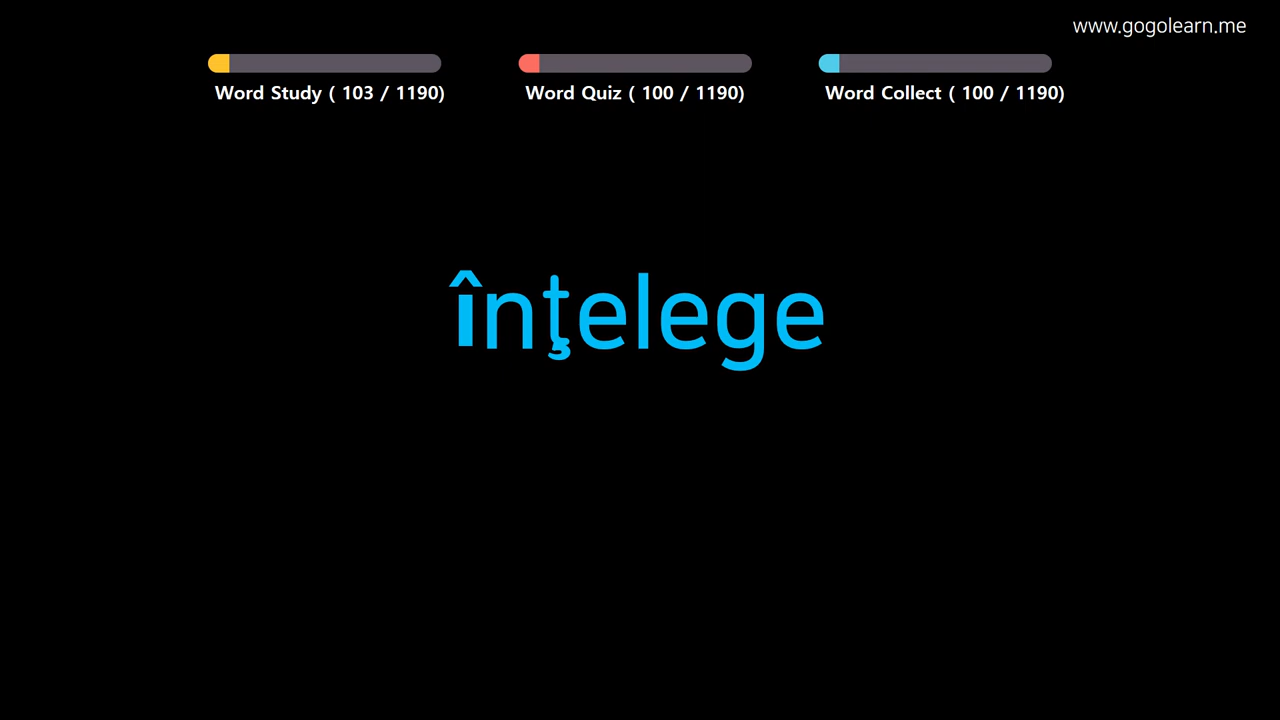 www.gogolearn.me
Word Study ( 103 / 1190)
Word Quiz ( 100 / 1190)
Word Collect ( 100 / 1190)
înţelege